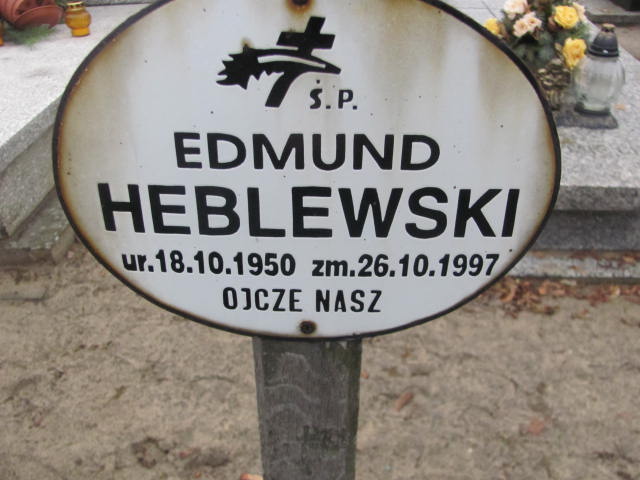 Ś.P.
EDMUND
HEBLEWSKI
ur.18.10.1950 zm.26.10.1997
OJCZE NASZ